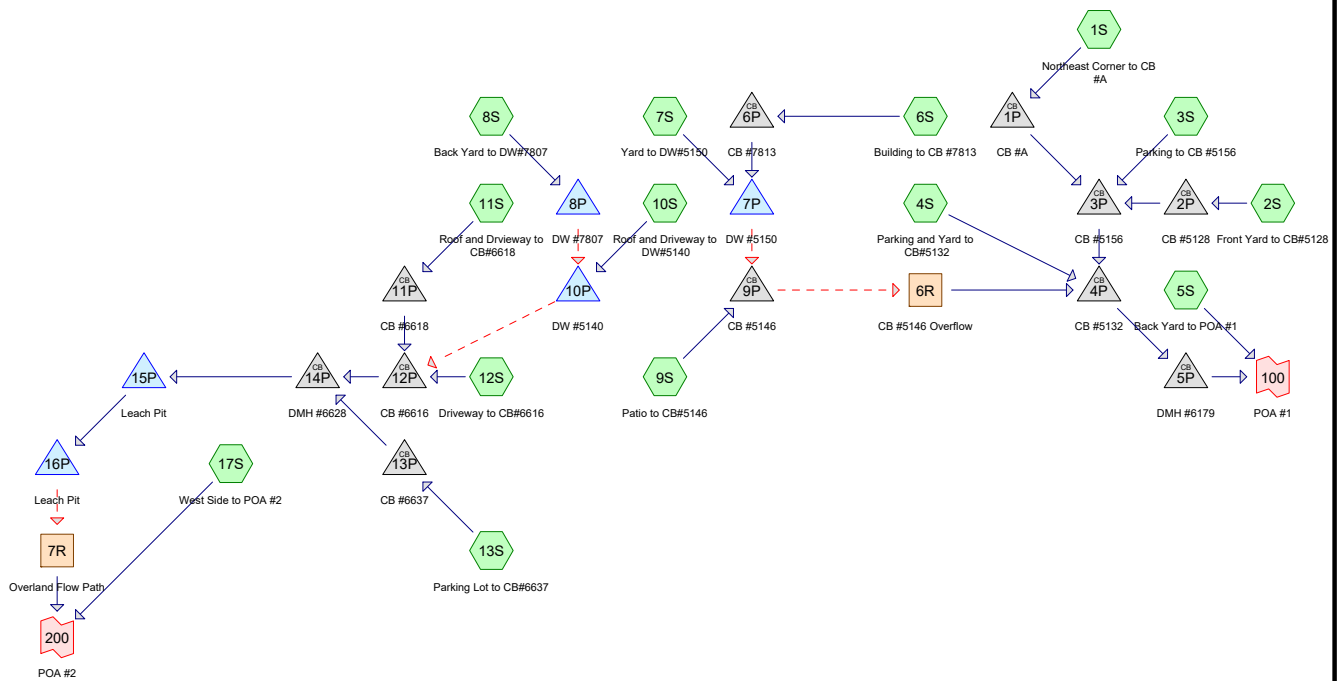 1S
Northeast Corner to CB
#A
8S
Back Yard to DW#7807
7S
Yard to DW#5150
CB
6P
CB #7813
6S
Building to CB #7813
CB
1P
CB #A
3S
Parking to CB #5156
11S
Roof and Drvieway to
CB#6618
8P
DW #7807
10S
Roof and Driveway to
DW#5140
7P
DW #5150
4S
Parking and Yard to
CB#5132
CB
3P
CB #5156
CB
2P
CB #5128
2S
Front Yard to CB#5128
CB
11P
CB #6618
10P
DW #5140
CB
9P
CB #5146
6R
CB #5146 Overflow
CB
4P
CB #5132
5S
Back Yard to POA #1
15P
Leach Pit
CB
14P
DMH #6628
CB
12P
CB #6616
12S
Driveway to CB#6616
9S
Patio to CB#5146
CB
5P
DMH #6179
100
POA #1
16P
Leach Pit
17S
West Side to POA #2
CB
13P
CB #6637
7R
Overland Flow Path
13S
Parking Lot to CB#6637
200
POA #2